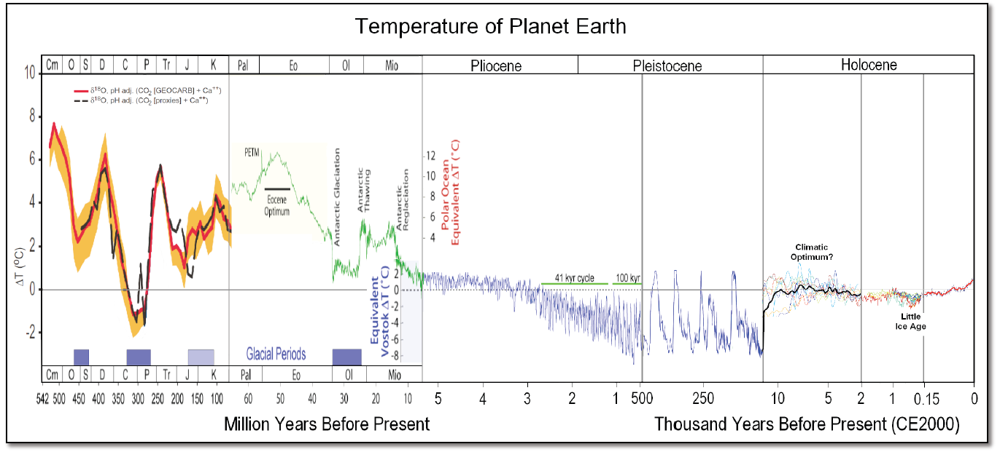 Temperature of Planet Earth
Cm O S D C P Tr J K Pal Eo Ol Mio Pliocene Pleistocene Holocene
10
8
6
4
2
0
-2
ΔT (ºC)
δ¹⁸O, pH adj. (CO₂ [GEOCARB] + Ca⁺⁺)
δ¹⁸O, pH adj. (CO₂ [proxies] + Ca⁺⁺)
PETM
Eocene
Optimum
Antarctic Glaciation
Antarctic
Thawing
Antarctic
Reglaciation
12
10
8
6
4
Polar Ocean
Equivalent ΔT (°C)
2
0
-2
-4
-6
-8
Equivalent
Vostok ΔT (°C)
41 kyr cycle
100 kyr
Climatic
Optimum?
Little
Ice Age
Glacial Periods
Cm O S D C P Tr J K Pal Eo Ol Mio
542 500 450 400 350 300 250 200 150 100 60 50 40 30 20 10 5 4 3 2 1 500 250 10 5 2 1 0.15 0
Million Years Before Present
Thousand Years Before Present (CE2000)